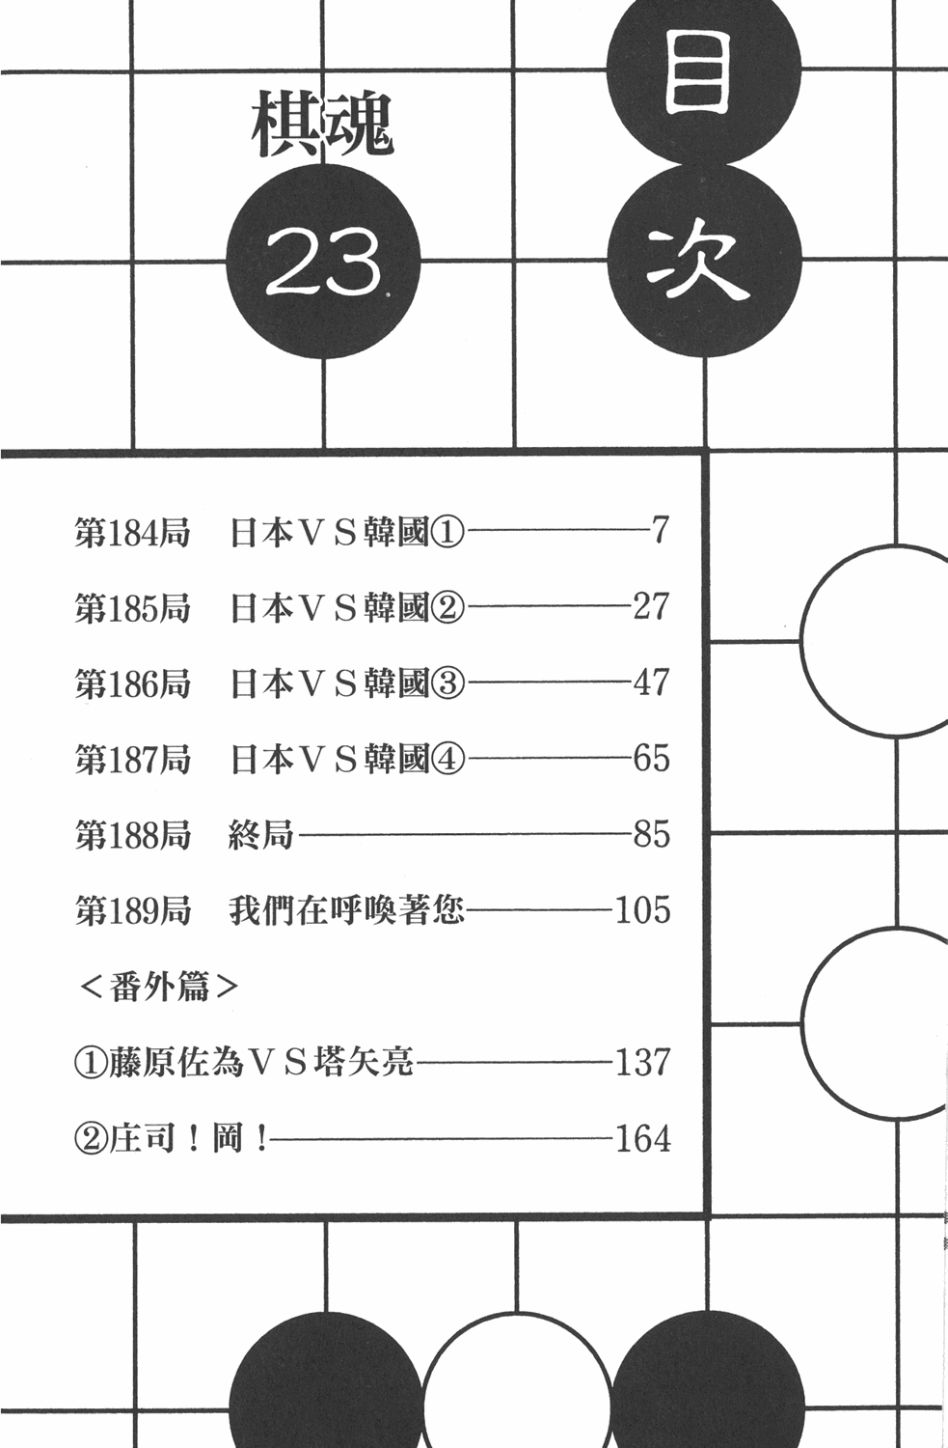 目次
棋魂
23
第184局　日本ＶＳ韓國①――7
第185局　日本ＶＳ韓國②――27
第186局　日本ＶＳ韓國③――47
第187局　日本ＶＳ韓國④――65
第188局　終局――85
第189局　我們在呼喚著您――105
＜番外篇＞
①藤原佐為ＶＳ塔矢亮――137
②庄司！岡！――164